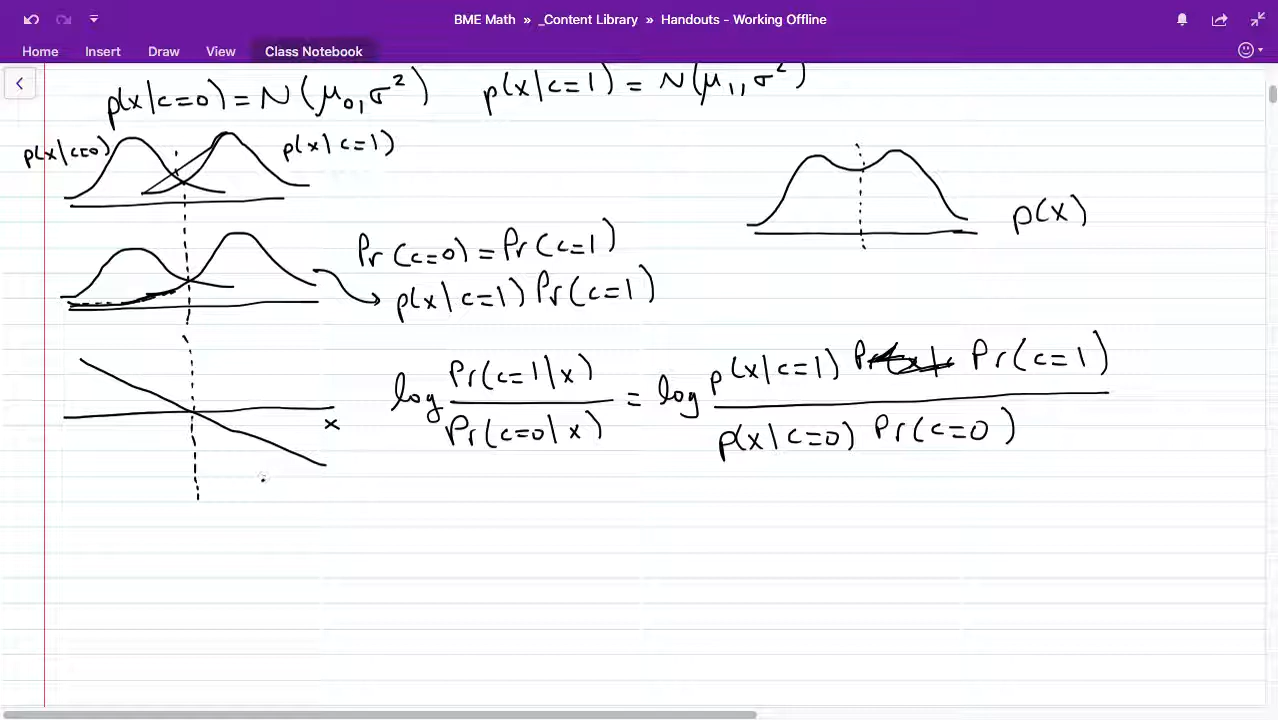 BME Math » _Content Library » Handouts - Working Offline
Home Insert Draw View Class Notebook
p(x|c=0) = N(μ₀,σ²) p(x|c=1) = N(μ₁,σ²)
p(x|c=0) p(x|c=1)
p(x)
Pr(c=0) = Pr(c=1)
p(x|c=1) Pr(c=1)
log Pr(c=1|x) / Pr(c=0|x) = log p(x|c=1) Pr(c=1) / p(x|c=0) Pr(c=0)
x